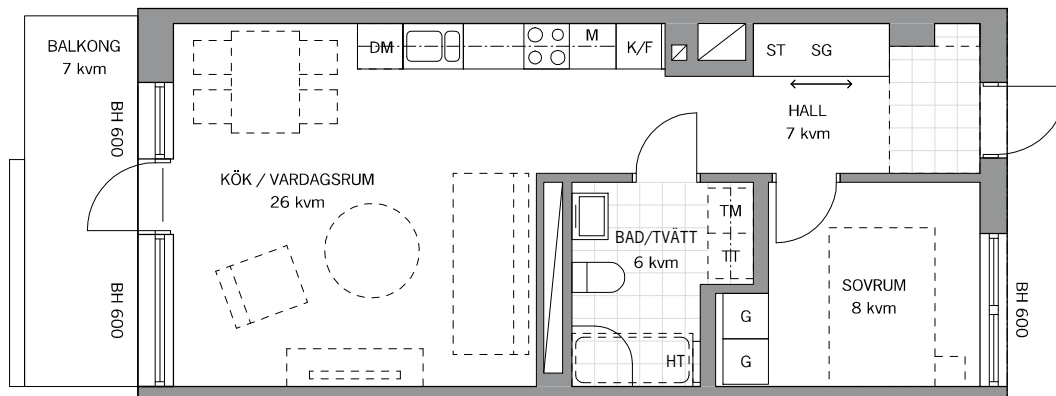 BALKONG
7 kvm
DM
M
K/F
ST SG
HALL
7 kvm
BH 600
KÖK / VARDAGSRUM
26 kvm
BAD/TVÄTT
6 kvm
TM
TT
SOVRUM
8 kvm
BH 600
BH 600
G
G
HT